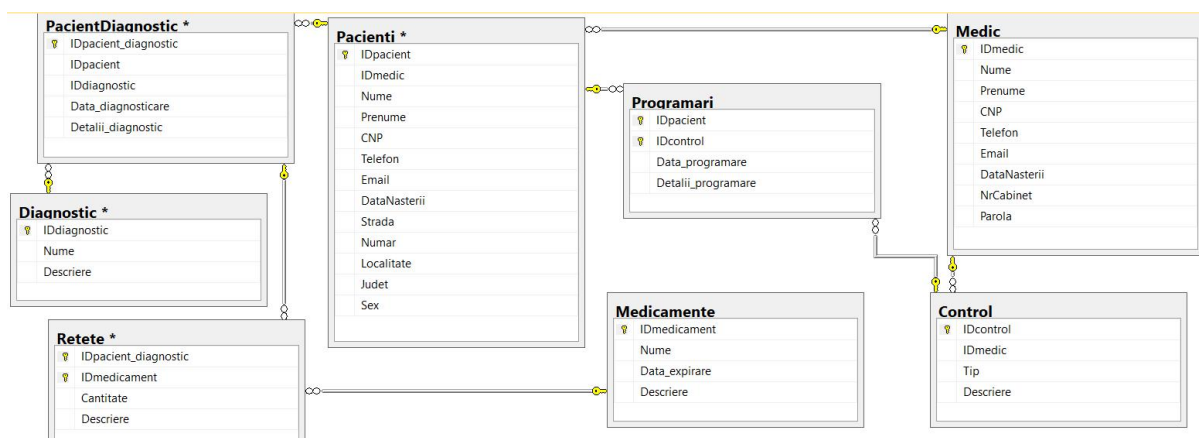 PacientDiagnostic *
IDpacient_diagnostic
IDpacient
IDdiagnostic
Data_diagnosticare
Detalii_diagnostic
Pacienti *
IDpacient
IDmedic
Nume
Prenume
CNP
Telefon
Email
DataNasterii
Strada
Numar
Localitate
Judet
Sex
Medic
IDmedic
Nume
Prenume
CNP
Telefon
Email
DataNasterii
NrCabinet
Parola
Programari
IDpacient
IDcontrol
Data_programare
Detalii_programare
Diagnostic *
IDdiagnostic
Nume
Descriere
Retete *
IDpacient_diagnostic
IDmedicament
Cantitate
Descriere
Medicamente
IDmedicament
Nume
Data_expirare
Descriere
Control
IDcontrol
IDmedic
Tip
Descriere